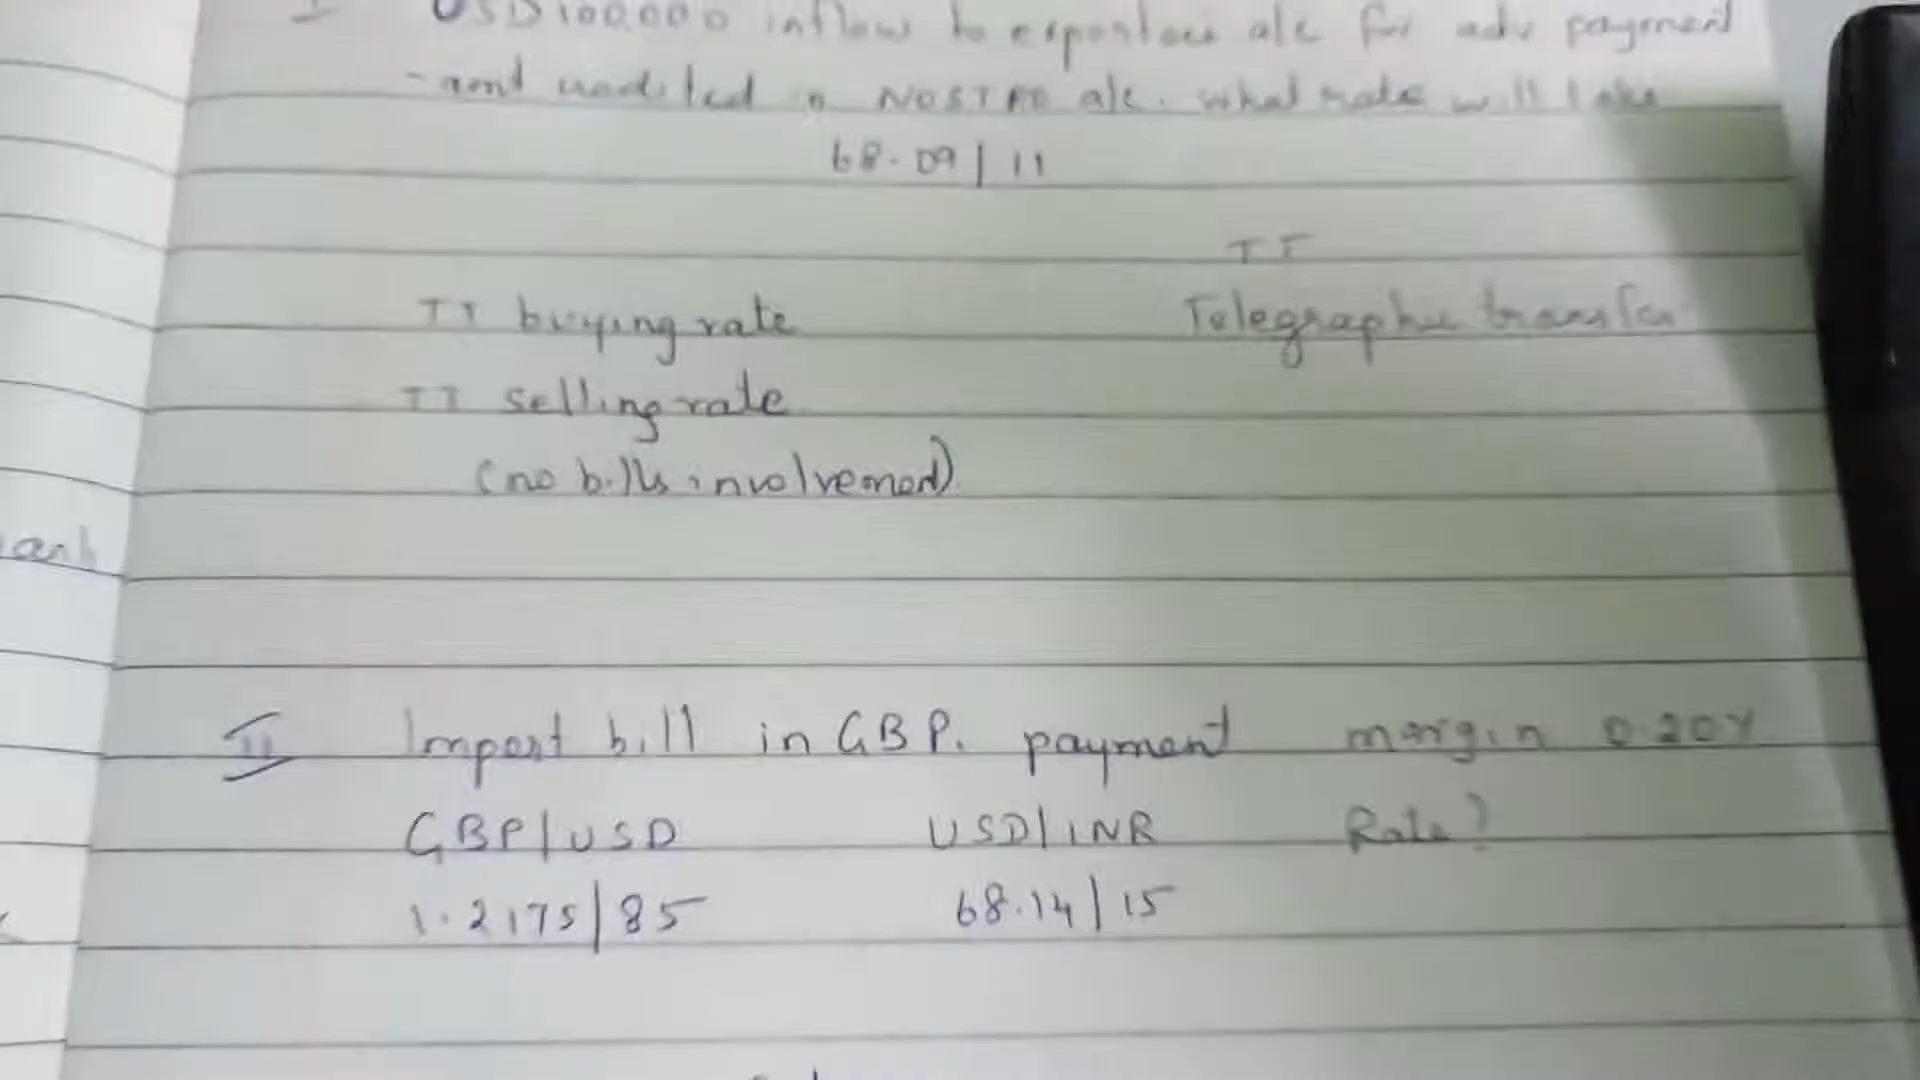 I USD 100,000 inflow to exporters a/c for adv payment
- amt credited in NOSTRO a/c. what rate will take
68.09 | 11
TT
TT buying rate Telegraphic transfer
TT selling rate
(no bills involvement)
ank
II Import bill in GBP. payment margin 0.20%
GBP/USD USD/INR Rate?
1.2175/85 68.14/15